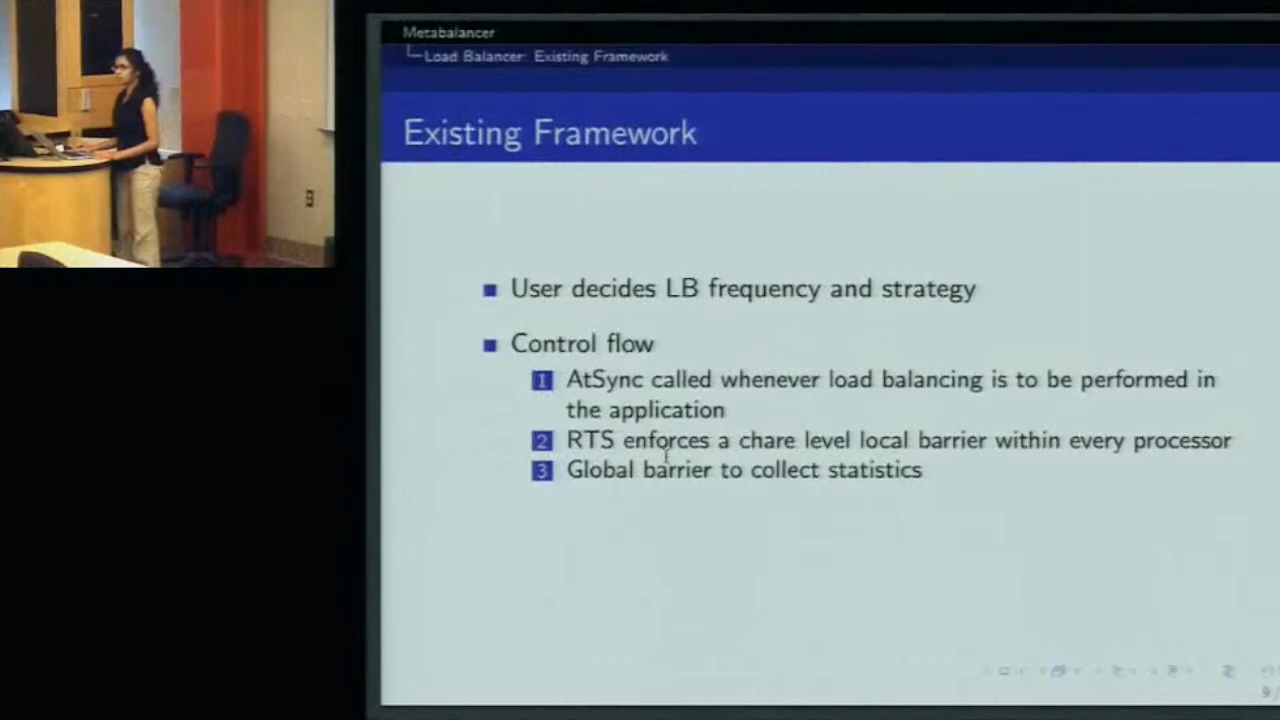 Metabalancer
Load Balancer: Existing Framework
Existing Framework
User decides LB frequency and strategy
Control flow
1 AtSync called whenever load balancing is to be performed in
the application
2 RTS enforces a chare level local barrier within every processor
3 Global barrier to collect statistics
9/